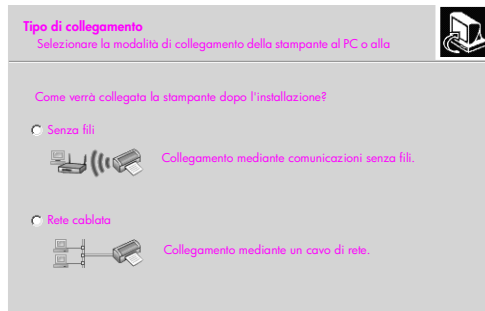 Tipo di collegamento
Selezionare la modalità di collegamento della stampante al PC o alla
Come verrà collegata la stampante dopo l'installazione?
Senza fili
Collegamento mediante comunicazioni senza fili.
Rete cablata
Collegamento mediante un cavo di rete.